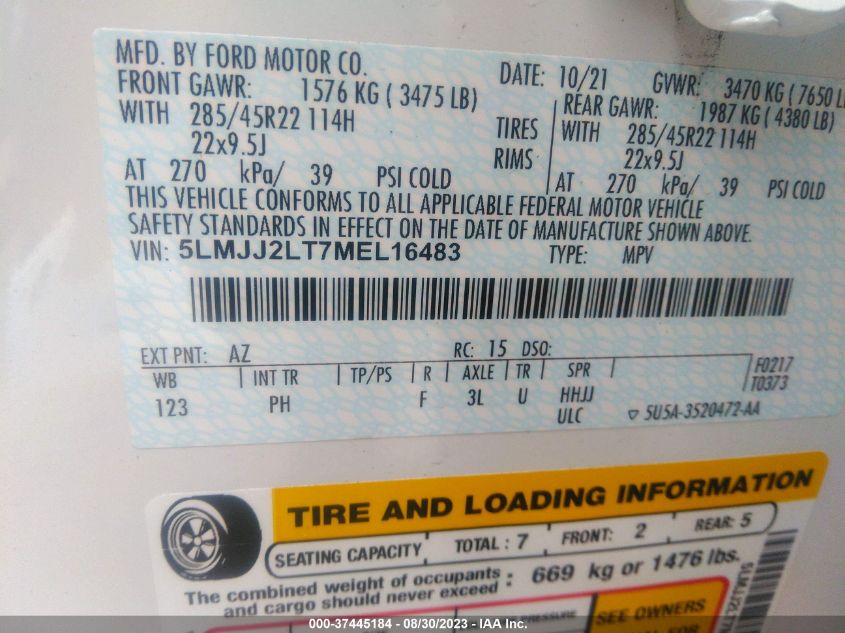 MFD. BY FORD MOTOR CO.
DATE: 10/21 GVWR: 3470 KG ( 7650 L
FRONT GAWR: 1576 KG ( 3475 LB) REAR GAWR: 1987 KG ( 4380 LB)
WITH 285/45R22 114H TIRES WITH 285/45R22 114H
22x9.5J RIMS 22x9.5J
AT 270 kPa/ 39 PSI COLD AT 270 kPa/ 39 PSI COLD
THIS VEHICLE CONFORMS TO ALL APPLICABLE FEDERAL MOTOR VEHICLE
SAFETY STANDARDS IN EFFECT ON THE DATE OF MANUFACTURE SHOWN ABOVE.
VIN: 5LMJJ2LT7MEL16483 TYPE: MPV
EXT PNT: AZ RC: 15 DSO:
WB INT TR TP/PS R AXLE TR SPR F0217
123 PH F 3L U HHJJ T0373
ULC 5U5A-3520472-AA
TIRE AND LOADING INFORMATION
SEATING CAPACITY TOTAL : 7 FRONT: 2 REAR: 5
The combined weight of occupants and cargo should never exceed : 669 kg or 1476 lbs.
SEE OWNERS
000-37445184 - 08/30/2023 - IAA Inc.